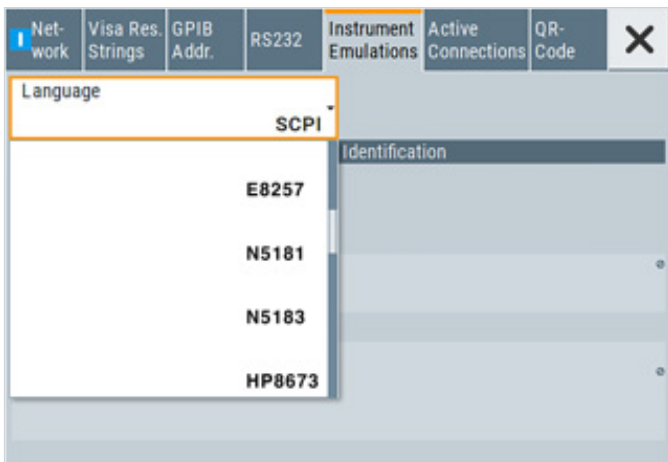 Net-
work
Visa Res.
Strings
GPIB
Addr.
RS232
Instrument
Emulations
Active
Connections
QR-
Code
Language
SCPI
Identification
E8257
N5181
N5183
HP8673